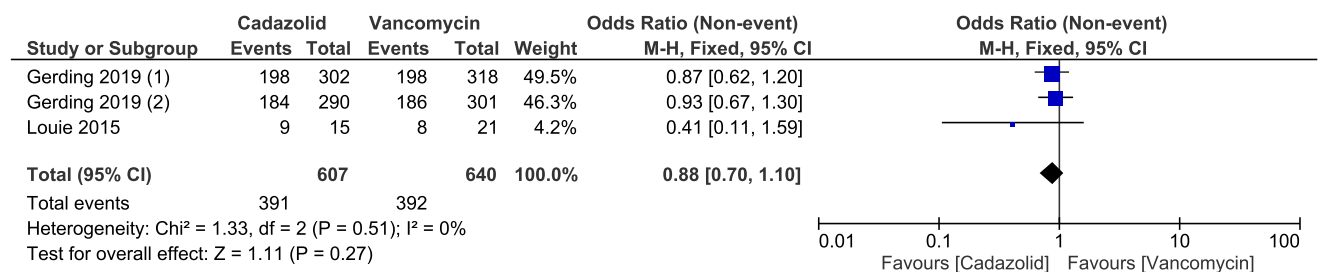 Cadazolid Vancomycin Odds Ratio (Non-event) Odds Ratio (Non-event)
Study or Subgroup Events Total Events Total Weight M-H, Fixed, 95% CI M-H, Fixed, 95% CI
Gerding 2019 (1) 198 302 198 318 49.5% 0.87 [0.62, 1.20]
Gerding 2019 (2) 184 290 186 301 46.3% 0.93 [0.67, 1.30]
Louie 2015 9 15 8 21 4.2% 0.41 [0.11, 1.59]
Total (95% CI) 607 640 100.0% 0.88 [0.70, 1.10]
Total events 391 392
Heterogeneity: Chi² = 1.33, df = 2 (P = 0.51); I² = 0%
Test for overall effect: Z = 1.11 (P = 0.27)
0.01 0.1 1 10 100
Favours [Cadazolid] Favours [Vancomycin]